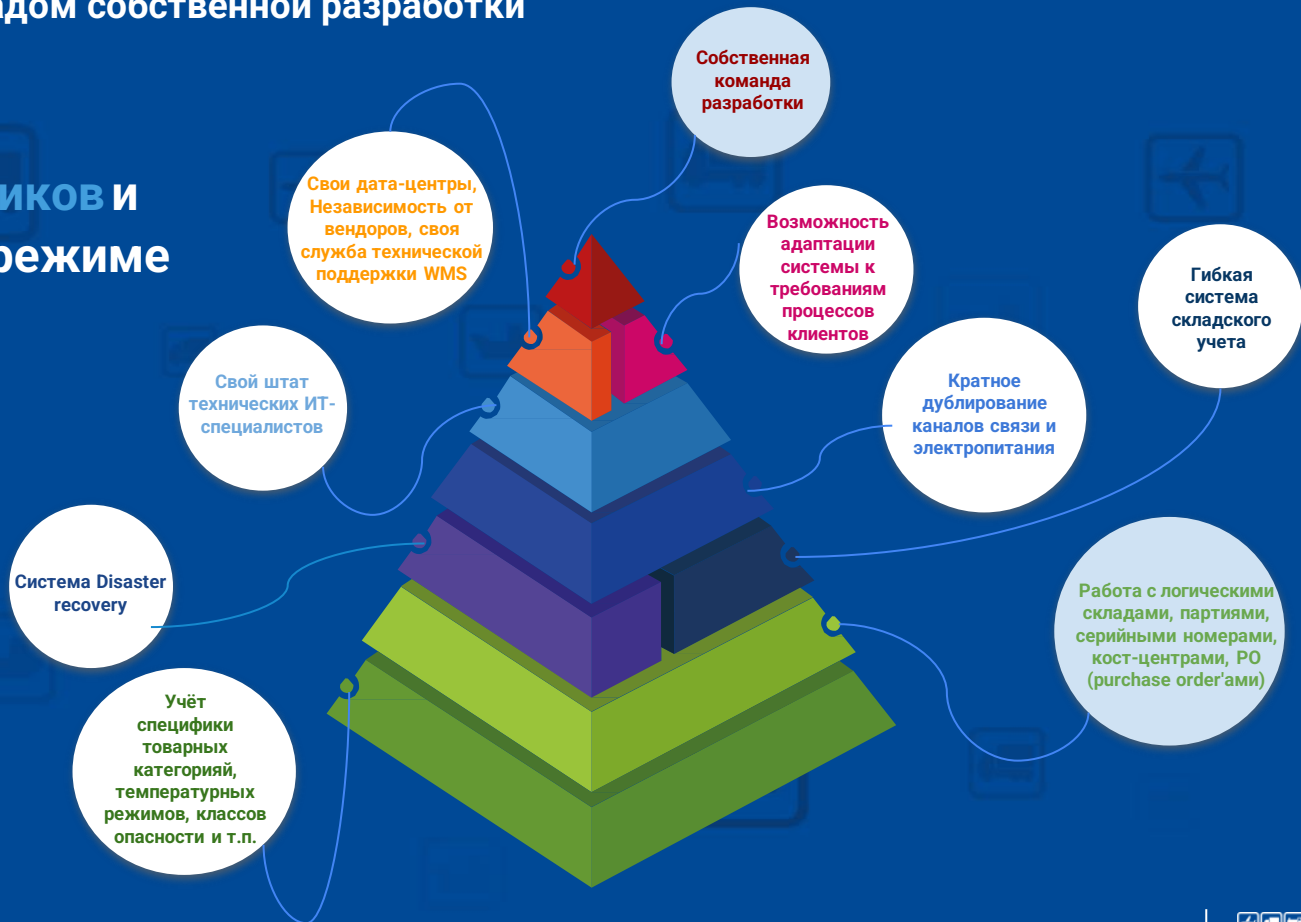 адом собственной разработки
иков и
режиме
Собственная
команда
разработки
Свои дата-центры,
Независимость от
вендоров, своя
служба технической
поддержки WMS
Возможность
адаптации
системы к
требованиям
процессов
клиентов
Гибкая
система
складского
учета
Свой штат
технических ИТ-
специалистов
Кратное
дублирование
каналов связи и
электропитания
Система Disaster
recovery
Работа с логическими
складами, партиями,
серийными номерами,
кост-центрами, PO
(purchase order'ами)
Учёт
специфики
товарных
категорияй,
температурных
режимов, классов
опасности и т.п.